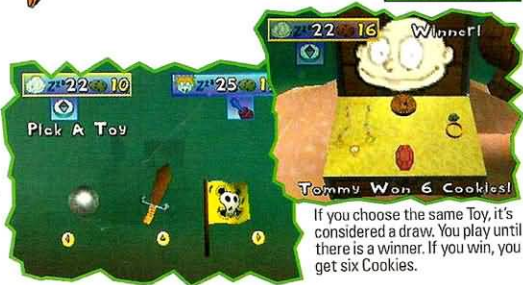 22 16 Winner!
22 10
25
Pick A Toy
Tommy Won 6 Cookies!
If you choose the same Toy, it's
considered a draw. You play until
there is a winner. If you win, you
get six Cookies.